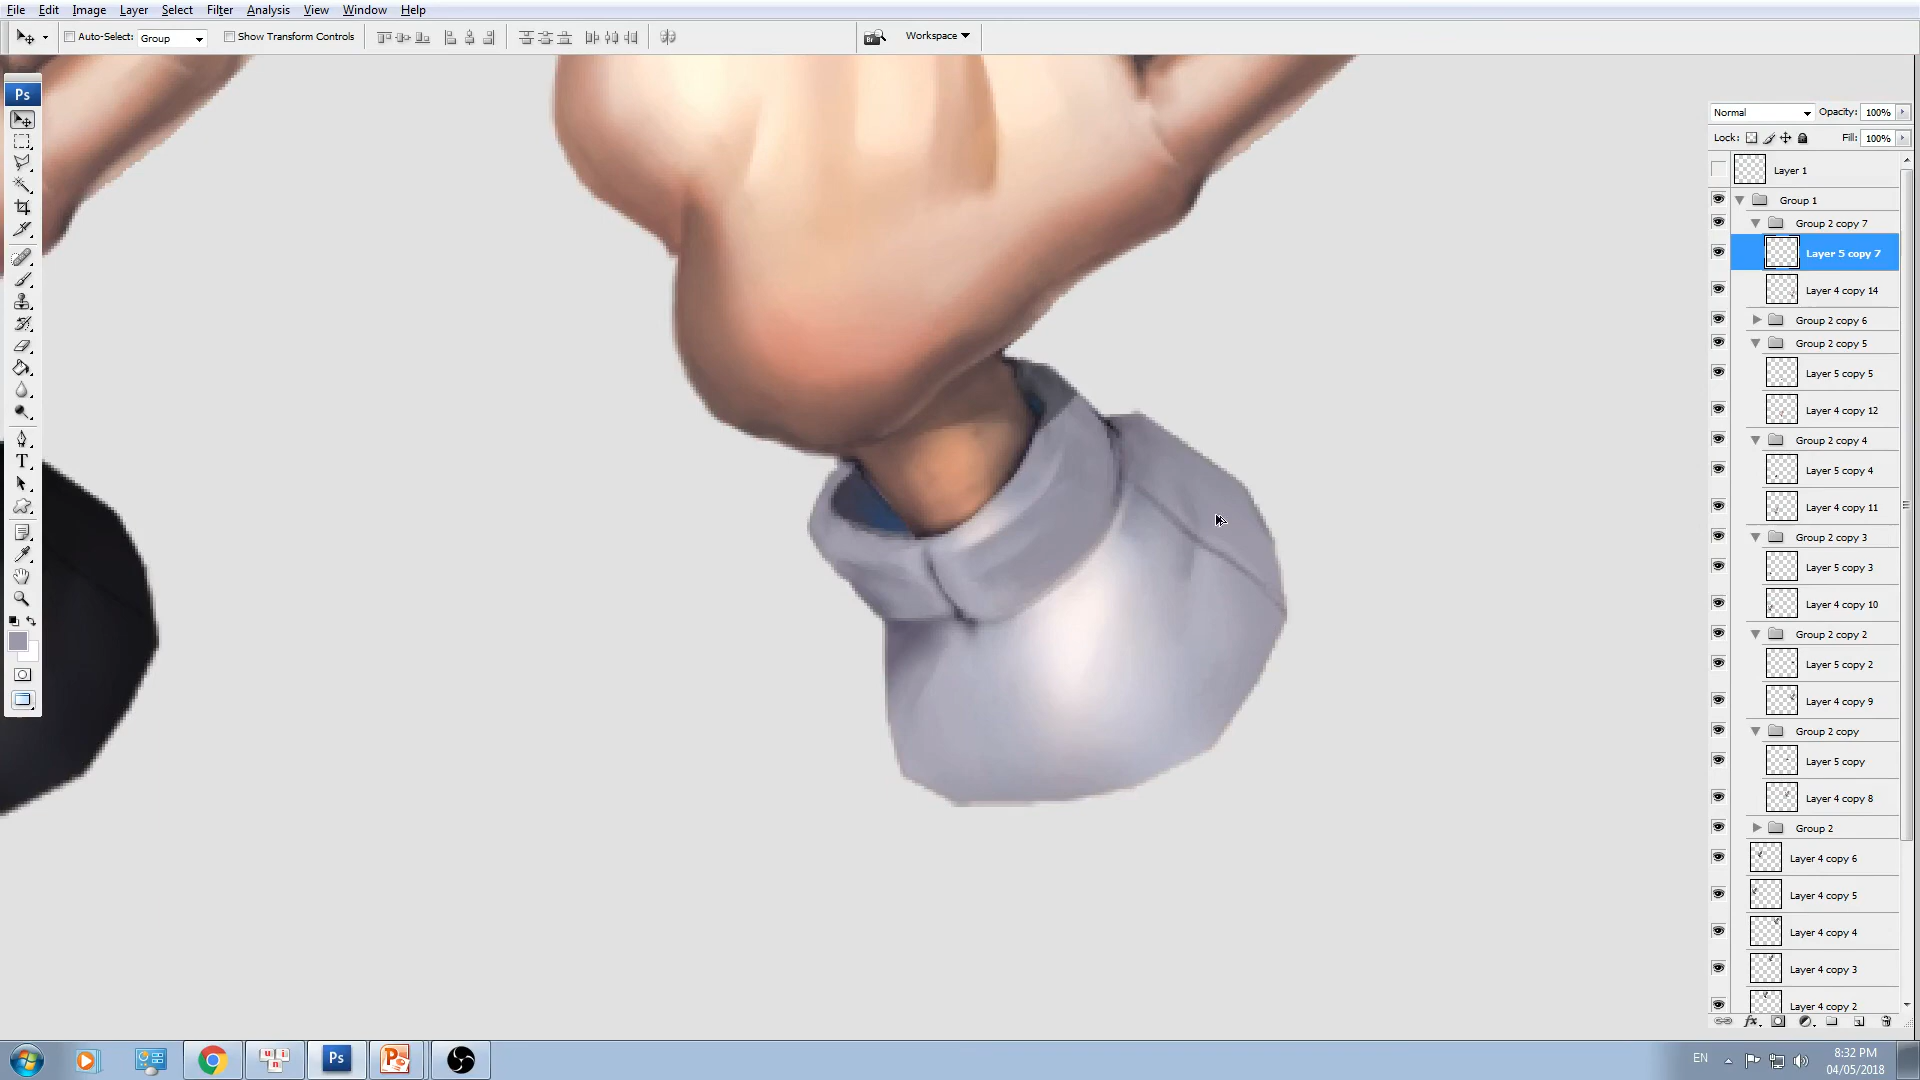 File Edit Image Layer Select Filter Analysis View Window Help
Auto-Select: Group Show Transform Controls Workspace
Ps
Normal Opacity: 100%
Lock: Fill: 100%
Layer 1
Group 1
Group 2 copy 7
Layer 5 copy 7
Layer 4 copy 14
Group 2 copy 6
Group 2 copy 5
Layer 5 copy 5
Layer 4 copy 12
Group 2 copy 4
Layer 5 copy 4
Layer 4 copy 11
Group 2 copy 3
Layer 5 copy 3
Layer 4 copy 10
Group 2 copy 2
Layer 5 copy 2
Layer 4 copy 9
Group 2 copy
Layer 5 copy
Layer 4 copy 8
Group 2
Layer 4 copy 6
Layer 4 copy 5
Layer 4 copy 4
Layer 4 copy 3
Layer 4 copy 2
Ps
EN
8:32 PM
04/05/2018